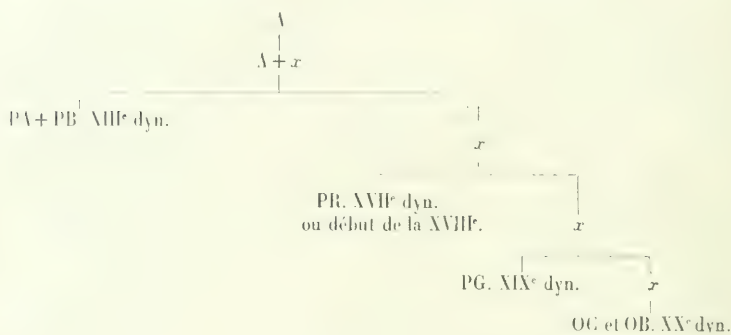 A
A + x
PA + PB XIIIᵉ dyn.
x
PR. XVIIᵉ dyn.
ou début de la XVIIIᵉ.
x
PG. XIXᵉ dyn.
x
OC et OB. XXᵉ dyn.